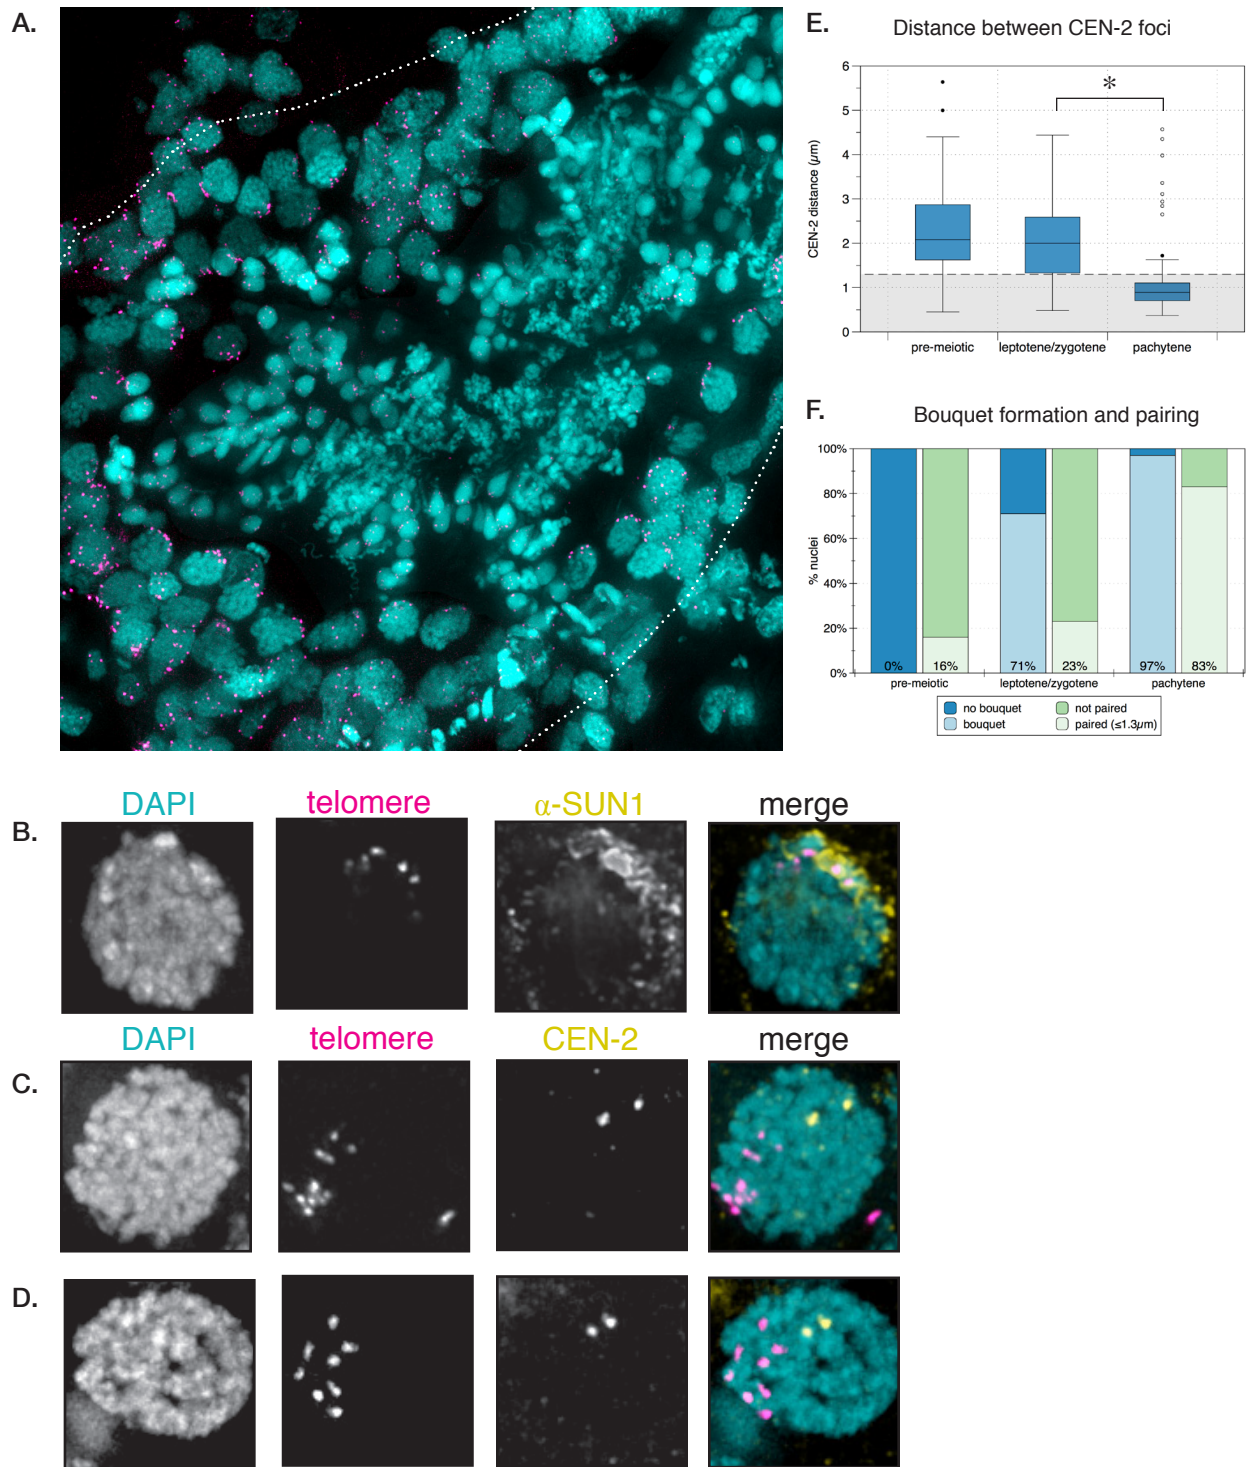 A.
E.
Distance between CEN-2 foci
CEN-2 distance (µm)
6
5
4
3
2
1
0
*
pre-meiotic
leptotene/zygotene
pachytene
F.
Bouquet formation and pairing
% nuclei
100%
80%
60%
40%
20%
0%
0%
16%
71%
23%
97%
83%
pre-meiotic
leptotene/zygotene
pachytene
no bouquet
not paired
bouquet
paired (≤1.3µm)
DAPI
telomere
α-SUN1
merge
B.
DAPI
telomere
CEN-2
merge
C.
D.